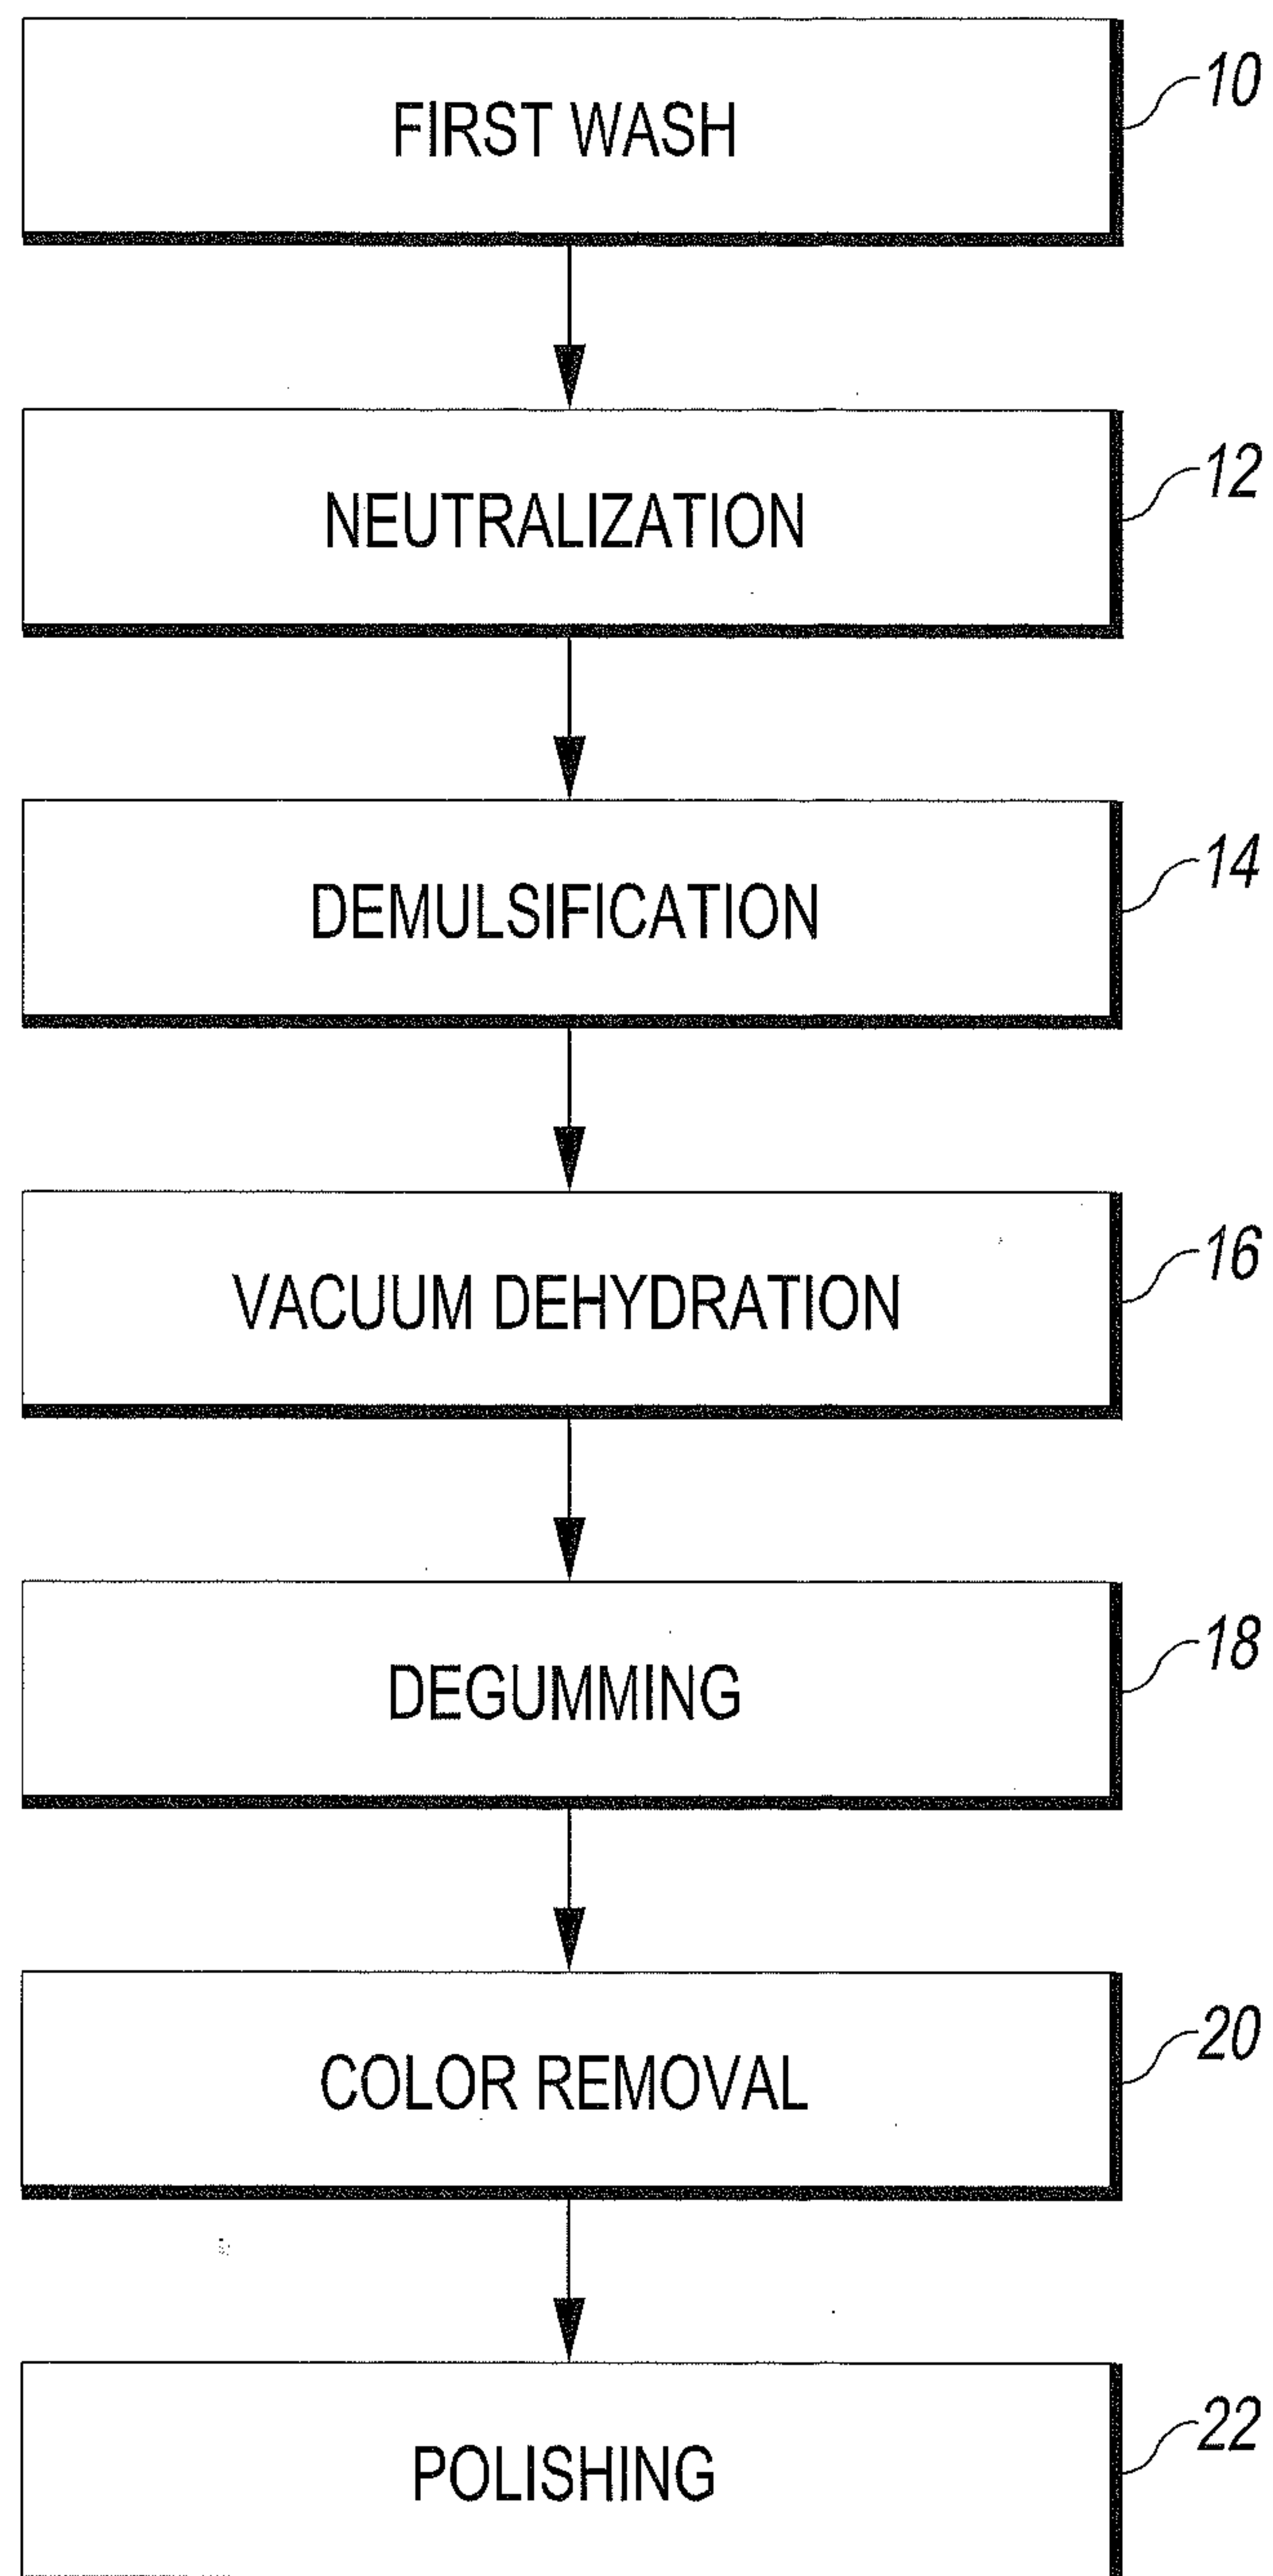 FIRST WASH
10
NEUTRALIZATION
12
DEMULSIFICATION
14
VACUUM DEHYDRATION
16
DEGUMMING
18
COLOR REMOVAL
20
POLISHING
22